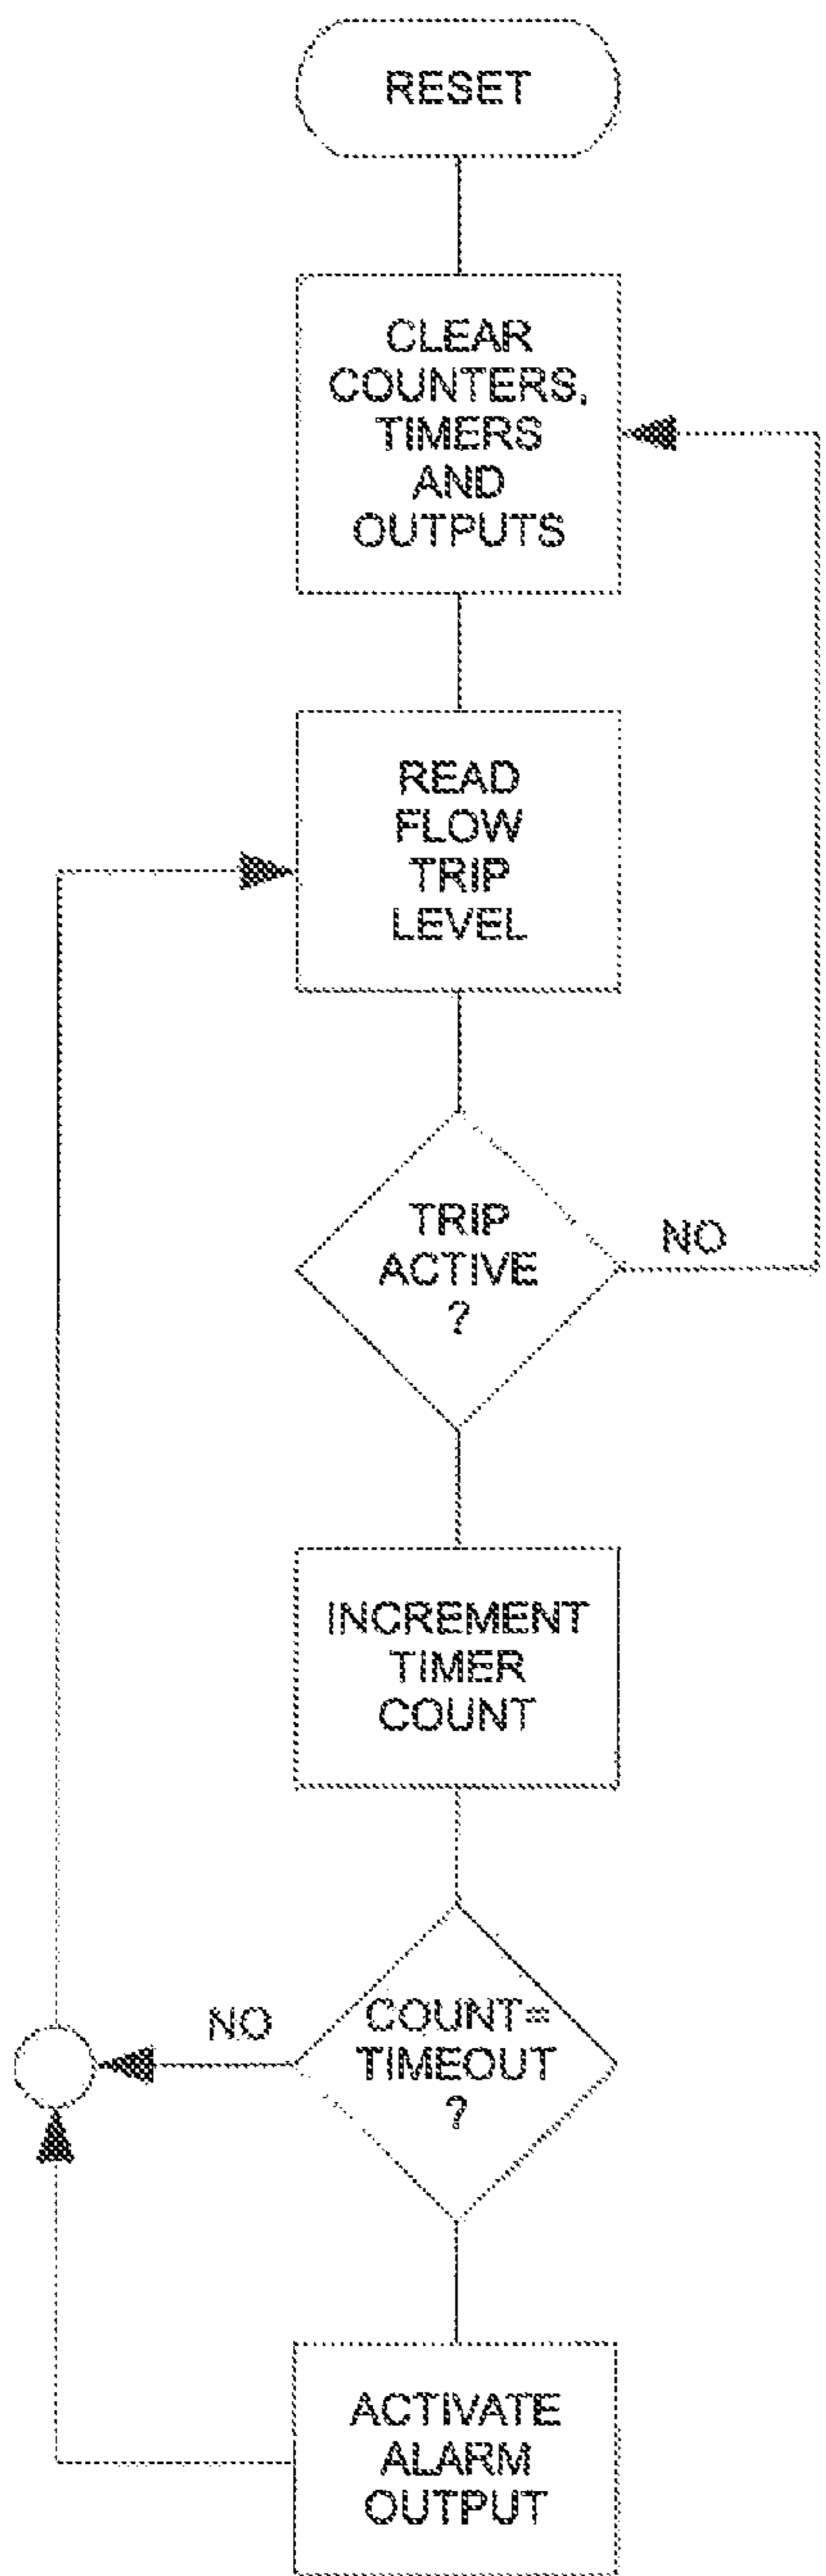 RESET
CLEAR
COUNTERS,
TIMERS
AND
OUTPUTS
READ
FLOW
TRIP
LEVEL
TRIP
ACTIVE
?
NO
INCREMENT
TIMER
COUNT
COUNT=
TIMEOUT
?
NO
ACTIVATE
ALARM
OUTPUT